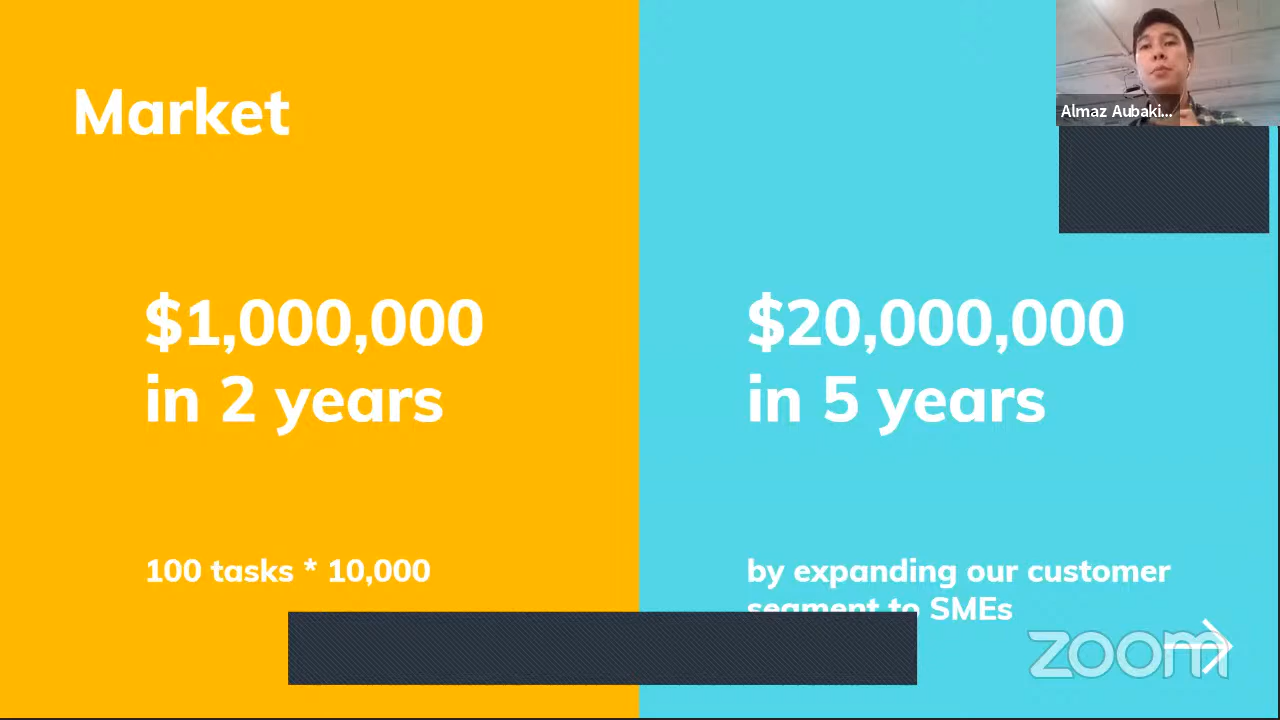 Market
$1,000,000
in 2 years
100 tasks * 10,000
$20,000,000
in 5 years
by expanding our customer
segment to SMEs
Almaz Aubaki...
zoom